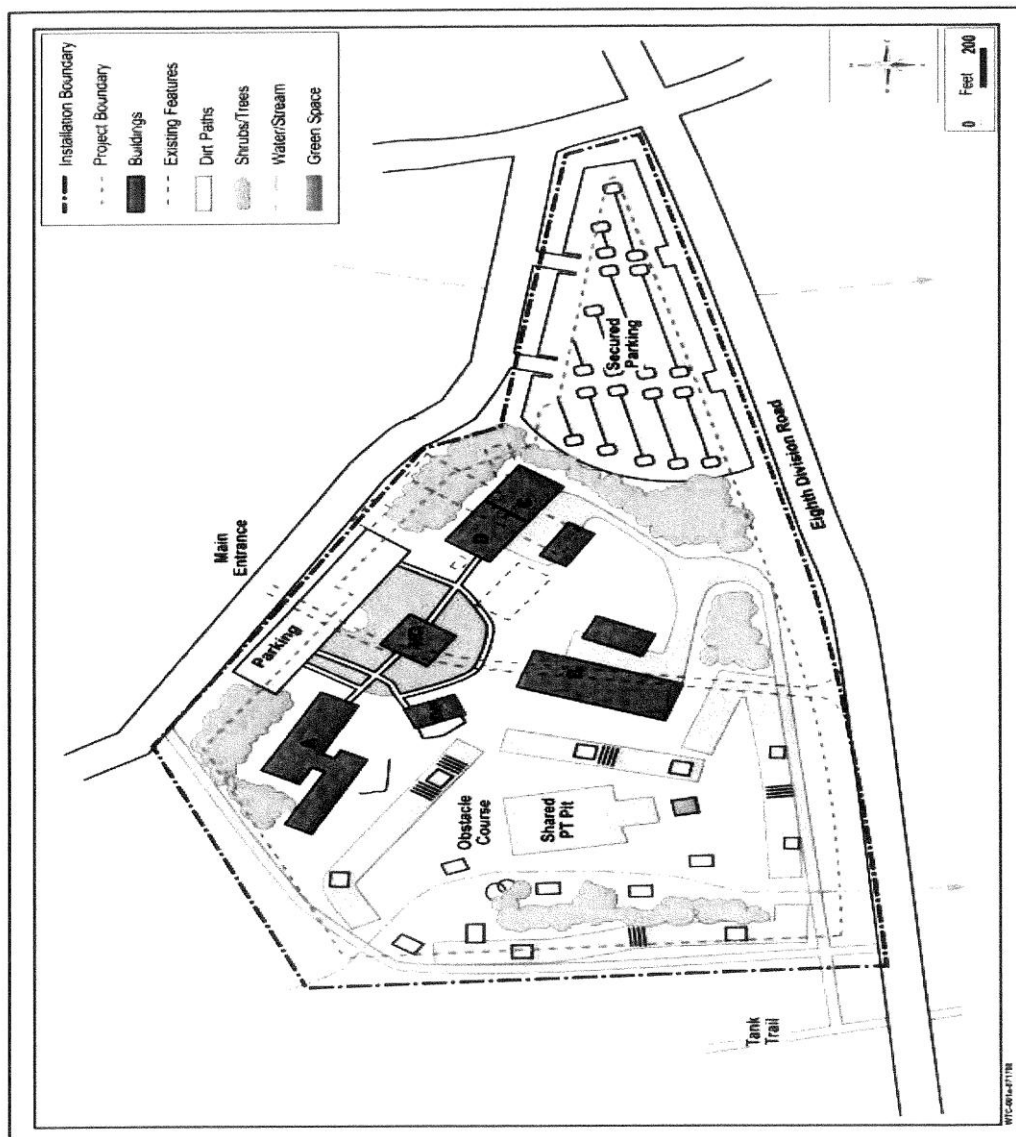 Installation Boundary
Project Boundary
Buildings
Existing Features
Dirt Paths
Shrubs/Trees
Water/Stream
Green Space
Main
Entrance
Parking
HQ
D
Obstacle
Course
Shared
PT Pit
Secured
Parking
Eighth Division Road
Tank
Trail
0 Feet 200